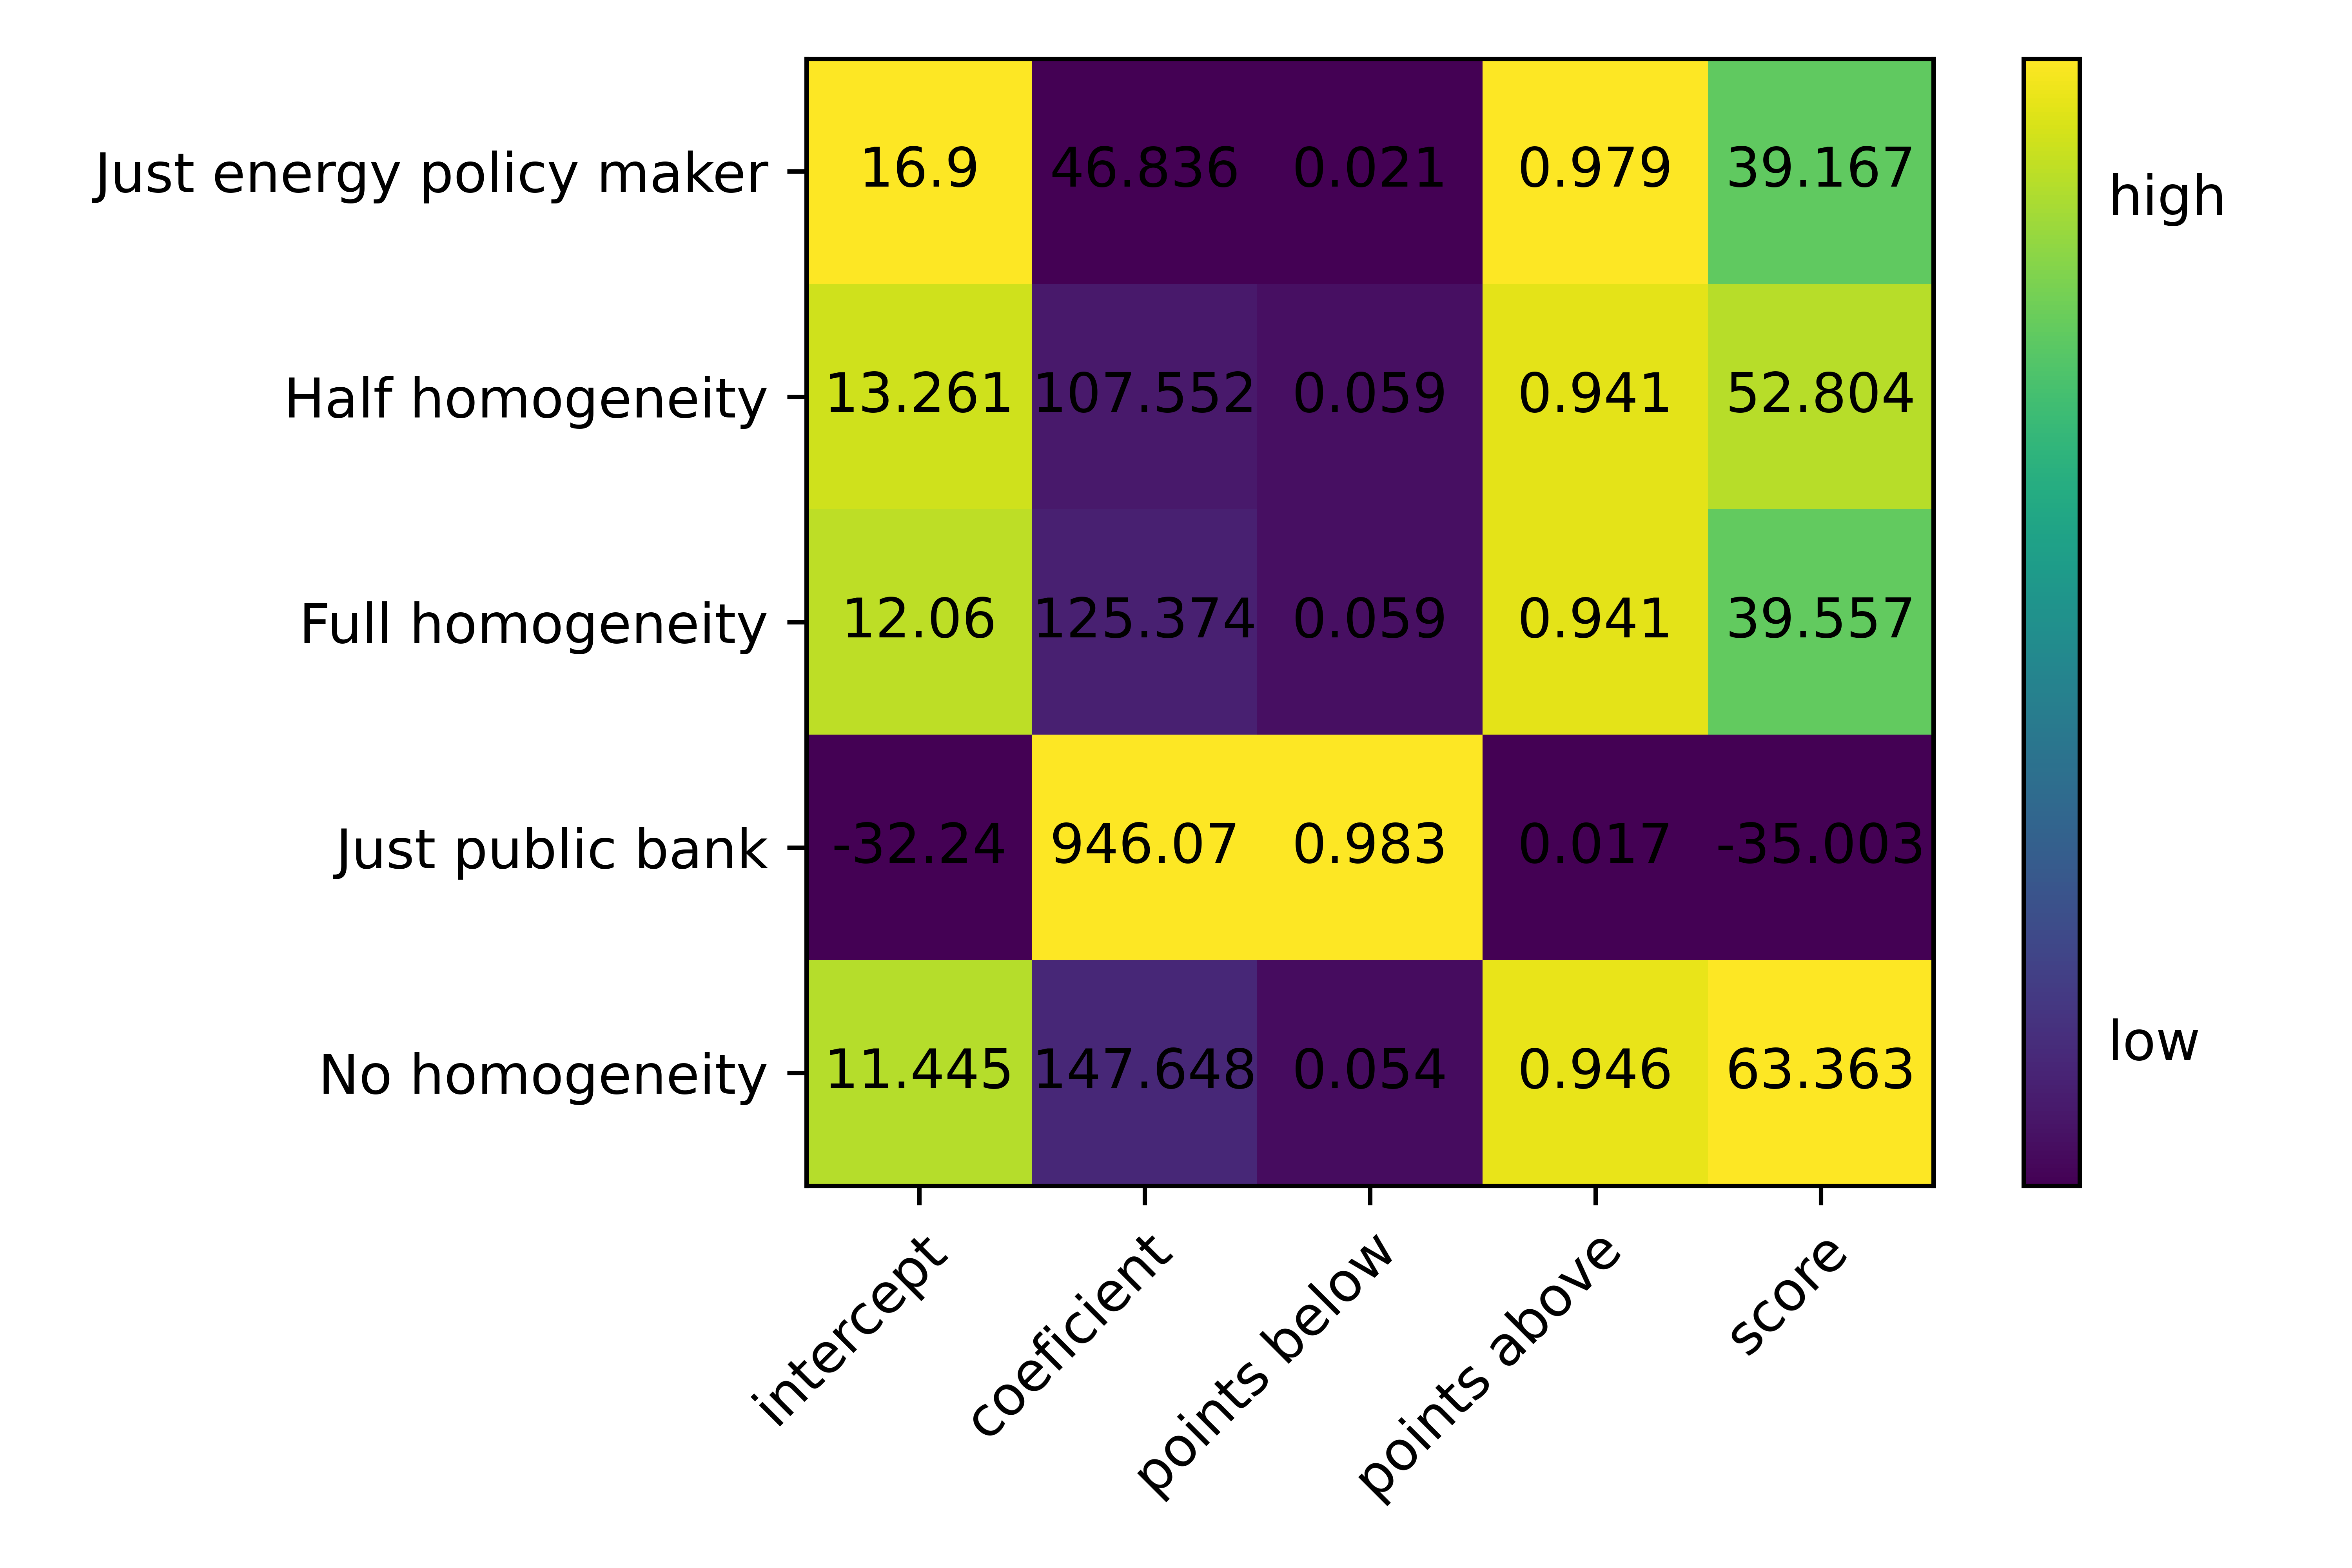 Just energy policy maker 16.9 46.836 0.021 0.979 39.167
high
Half homogeneity 13.261 107.552 0.059 0.941 52.804
Full homogeneity 12.06 125.374 0.059 0.941 39.557
Just public bank -32.24 946.07 0.983 0.017 -35.003
low
No homogeneity 11.445 147.648 0.054 0.946 63.363
intercept coeficient points below points above score